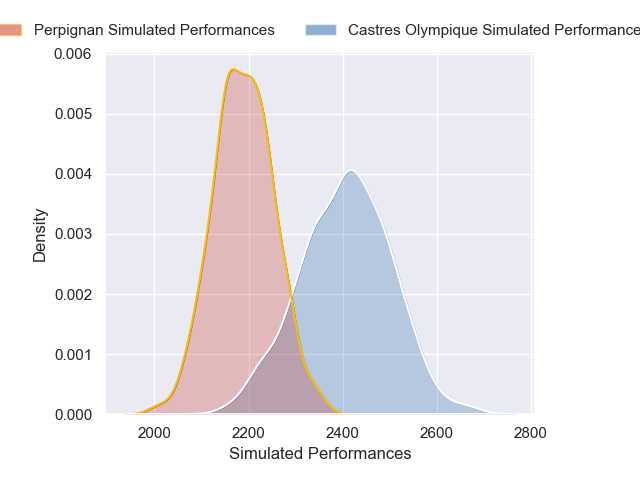 Perpignan Simulated Performances
Castres Olympique Simulated Performance
0.006
0.005
0.004
0.003
0.002
0.001
0.000
Density
2000 2200 2400 2600 2800
Simulated Performances